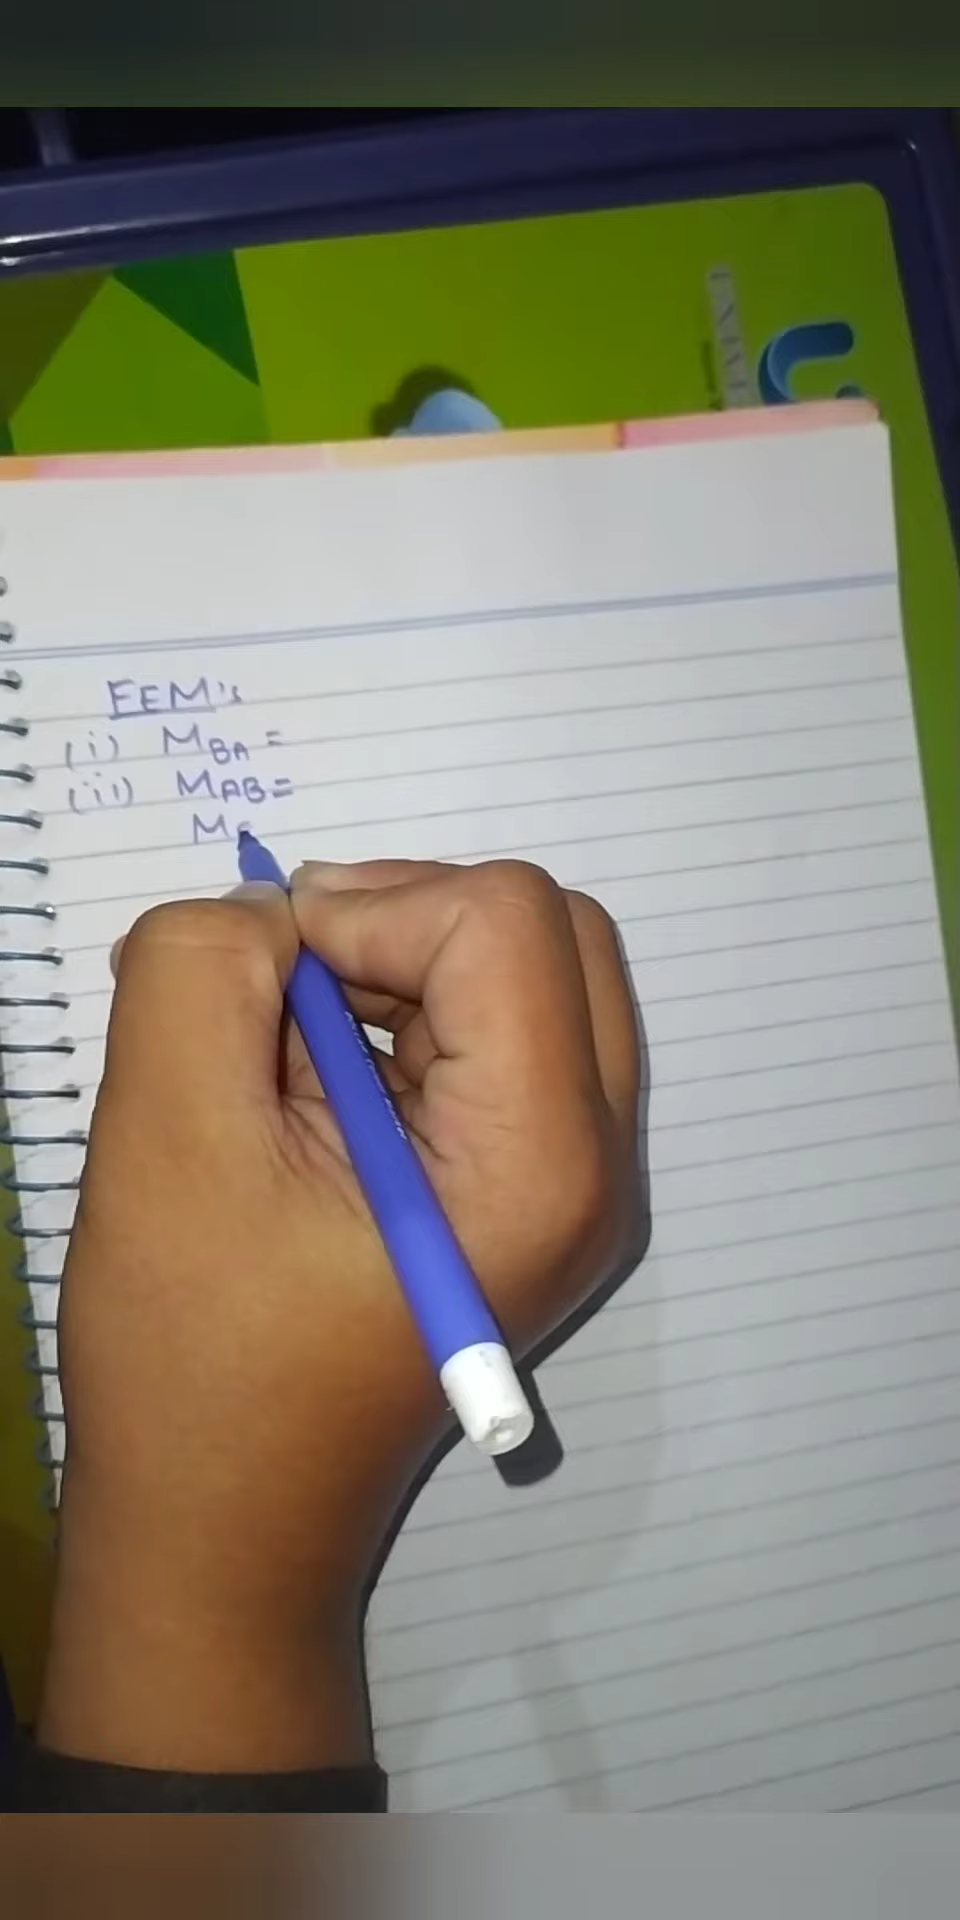 FEM's
(i) MBA =
(ii) MAB =
M